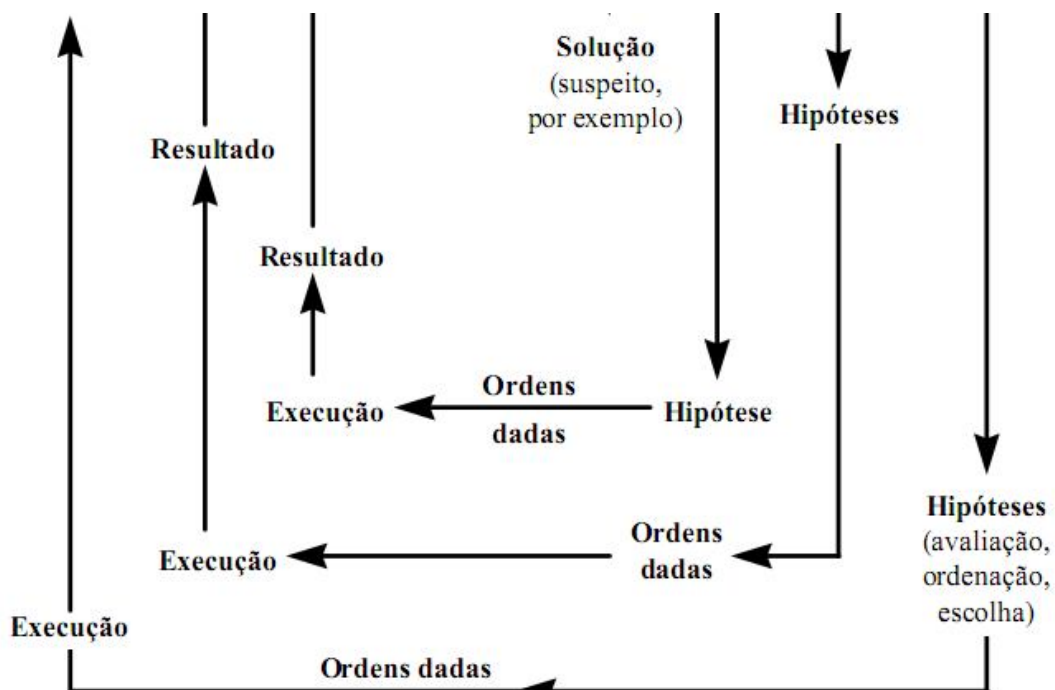 Solução
(suspeito,
por exemplo)
Hipóteses
Resultado
Resultado
Ordens
dadas
Execução
Hipótese
Hipóteses
(avaliação,
ordenação,
escolha)
Ordens
dadas
Execução
Execução
Ordens dadas